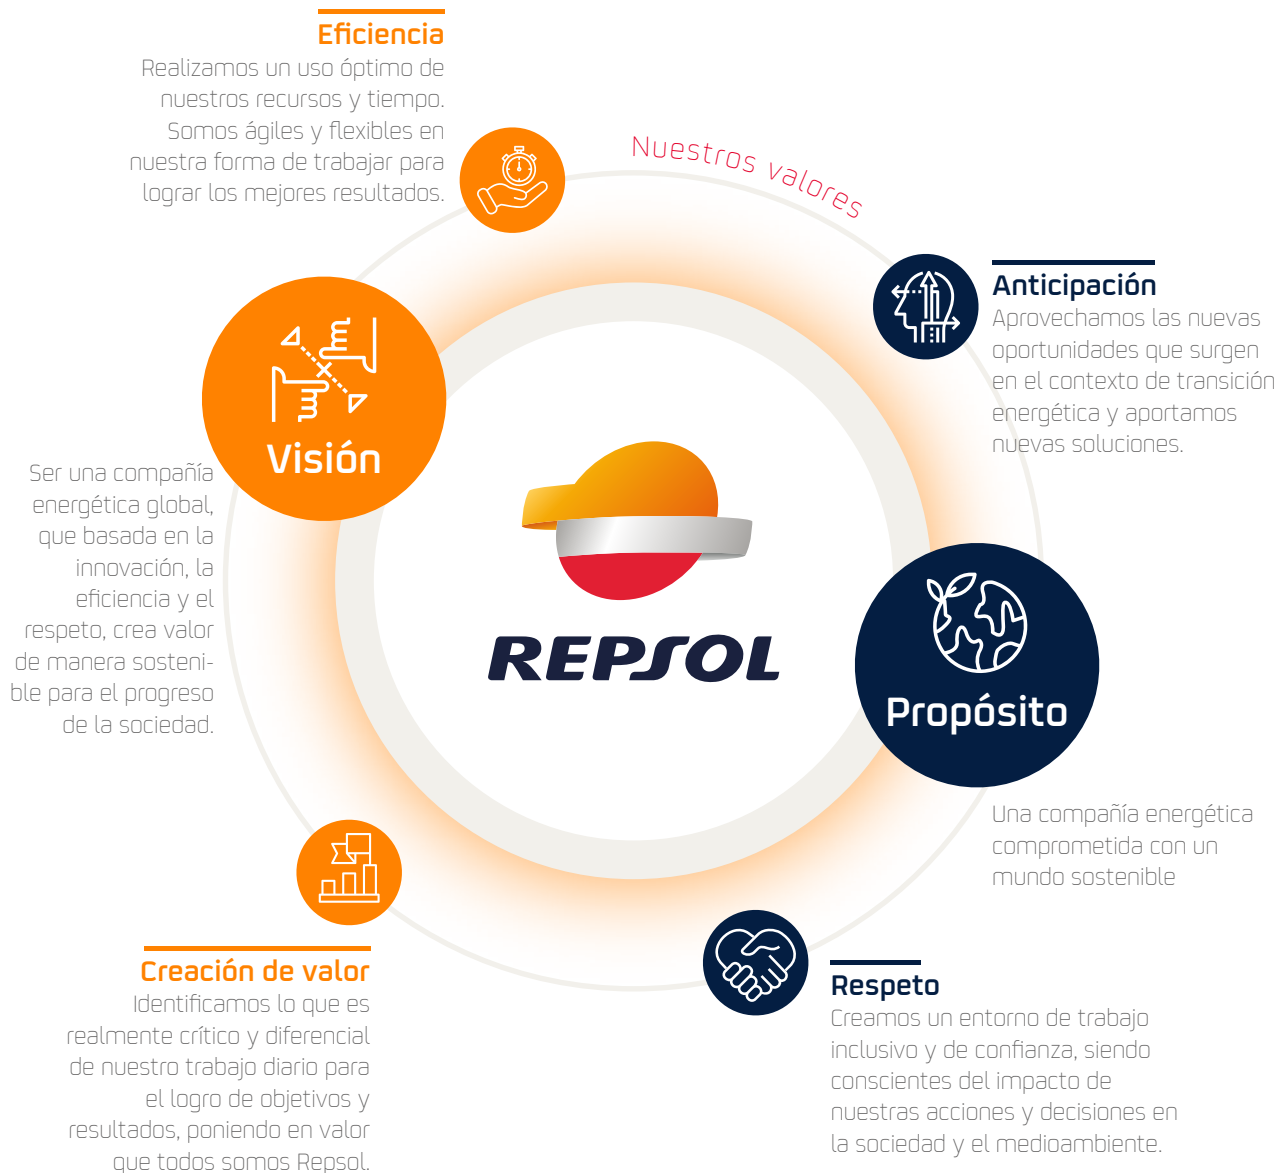 Eficiencia
Realizamos un uso óptimo de
nuestros recursos y tiempo.
Somos ágiles y flexibles en
nuestra forma de trabajar para
lograr los mejores resultados.
Nuestros valores
Anticipación
Aprovechamos las nuevas
oportunidades que surgen
en el contexto de transición
energética y aportamos
nuevas soluciones.
Visión
Ser una compañía
energética global,
que basada en la
innovación, la
eficiencia y el
respeto, crea valor
de manera sosteni-
ble para el progreso
de la sociedad.
REPSOL
Propósito
Una compañía energética
comprometida con un
mundo sostenible
Creación de valor
Identificamos lo que es
realmente crítico y diferencial
de nuestro trabajo diario para
el logro de objetivos y
resultados, poniendo en valor
que todos somos Repsol.
Respeto
Creamos un entorno de trabajo
inclusivo y de confianza, siendo
conscientes del impacto de
nuestras acciones y decisiones en
la sociedad y el medioambiente.